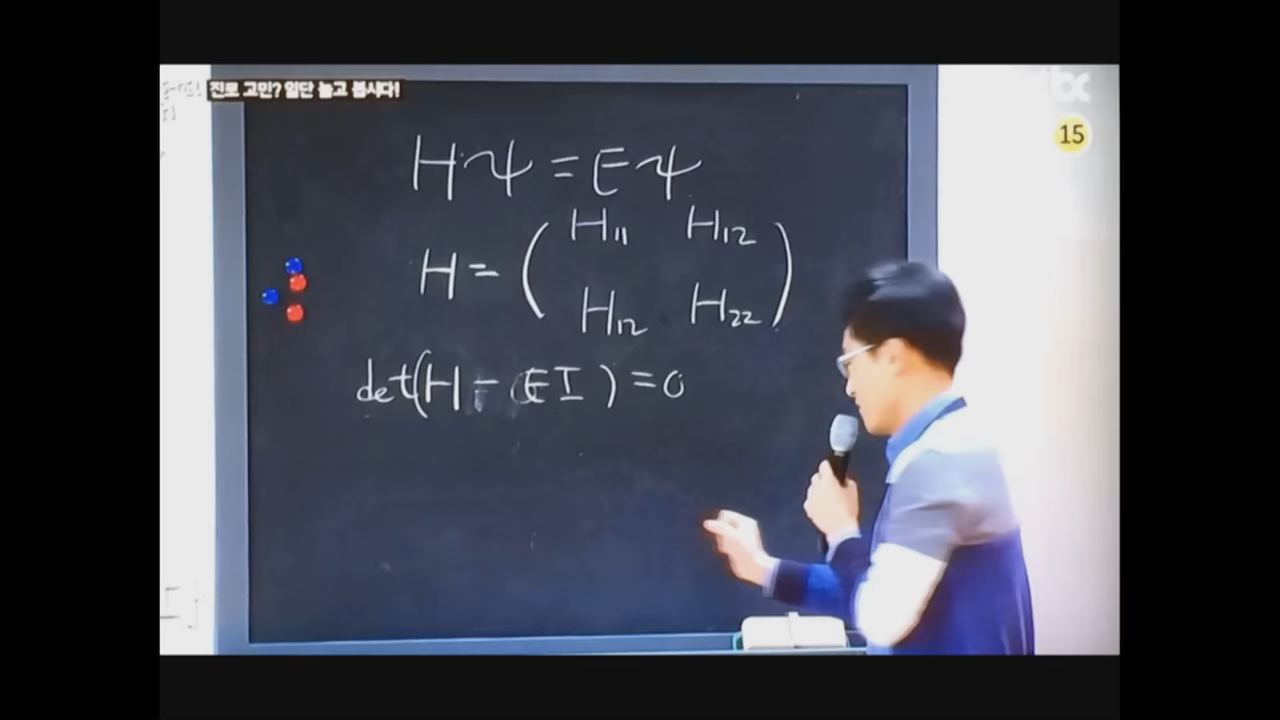 진로 고민? 일단 놀고 봅시다!
tbc
15
Hψ = Eψ
H = ( H₁₁ H₁₂
H₁₂ H₂₂ )
det(H - EI) = 0